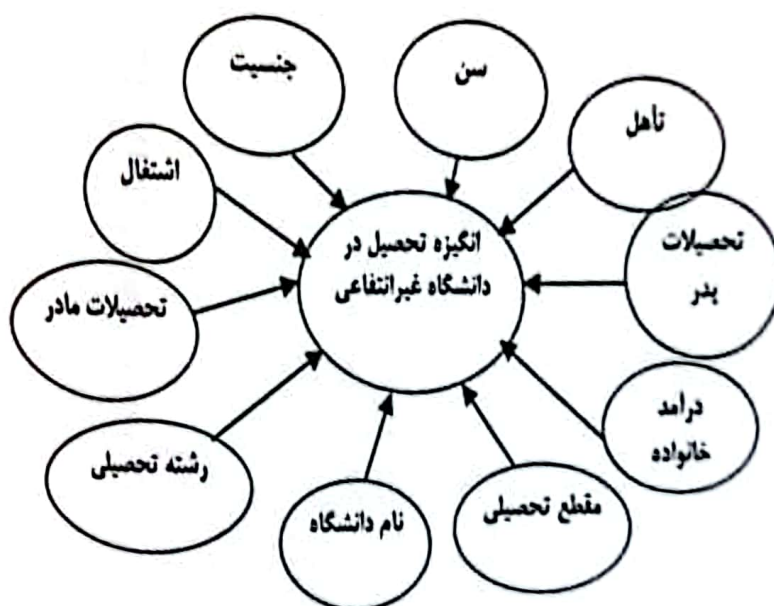 جنسیت
سن
تأهل
اشتغال
انگیزه تحصیل در
دانشگاه غیرانتفاعی
تحصیلات
پدر
تحصیلات مادر
درآمد
خانواده
رشته تحصیلی
مقطع تحصیلی
نام دانشگاه